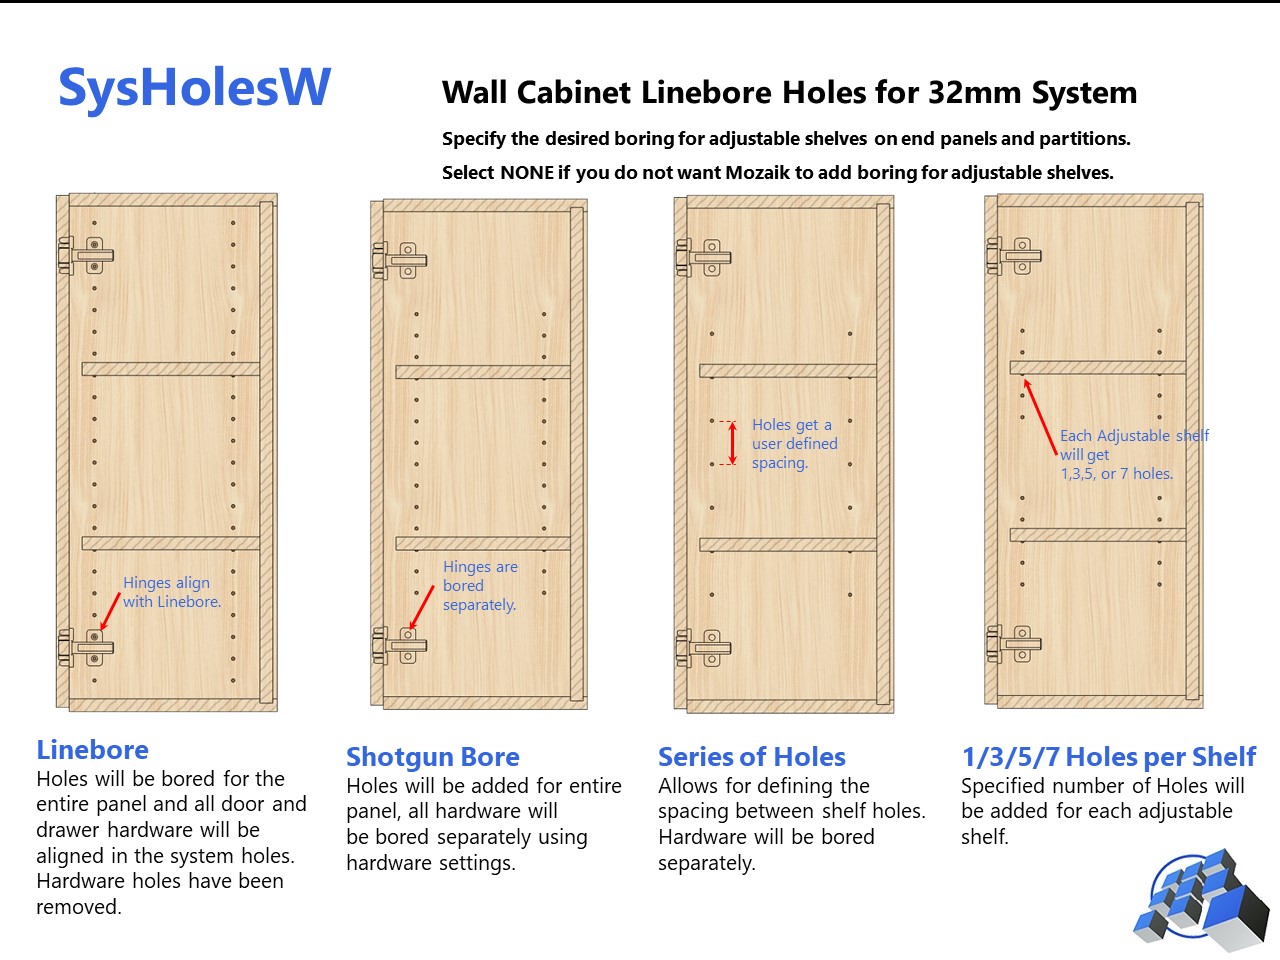 SysHolesW
Wall Cabinet Linebore Holes for 32mm System
Specify the desired boring for adjustable shelves on end panels and partitions.
Select NONE if you do not want Mozaik to add boring for adjustable shelves.
Hinges align
with Linebore.
Hinges are
bored
separately.
Holes get a
user defined
spacing.
Each Adjustable shelf
will get
1,3,5, or 7 holes.
Linebore
Holes will be bored for the
entire panel and all door and
drawer hardware will be
aligned in the system holes.
Hardware holes have been
removed.
Shotgun Bore
Holes will be added for entire
panel, all hardware will
be bored separately using
hardware settings.
Series of Holes
Allows for defining the
spacing between shelf holes.
Hardware will be bored
separately.
1/3/5/7 Holes per Shelf
Specified number of Holes will
be added for each adjustable
shelf.